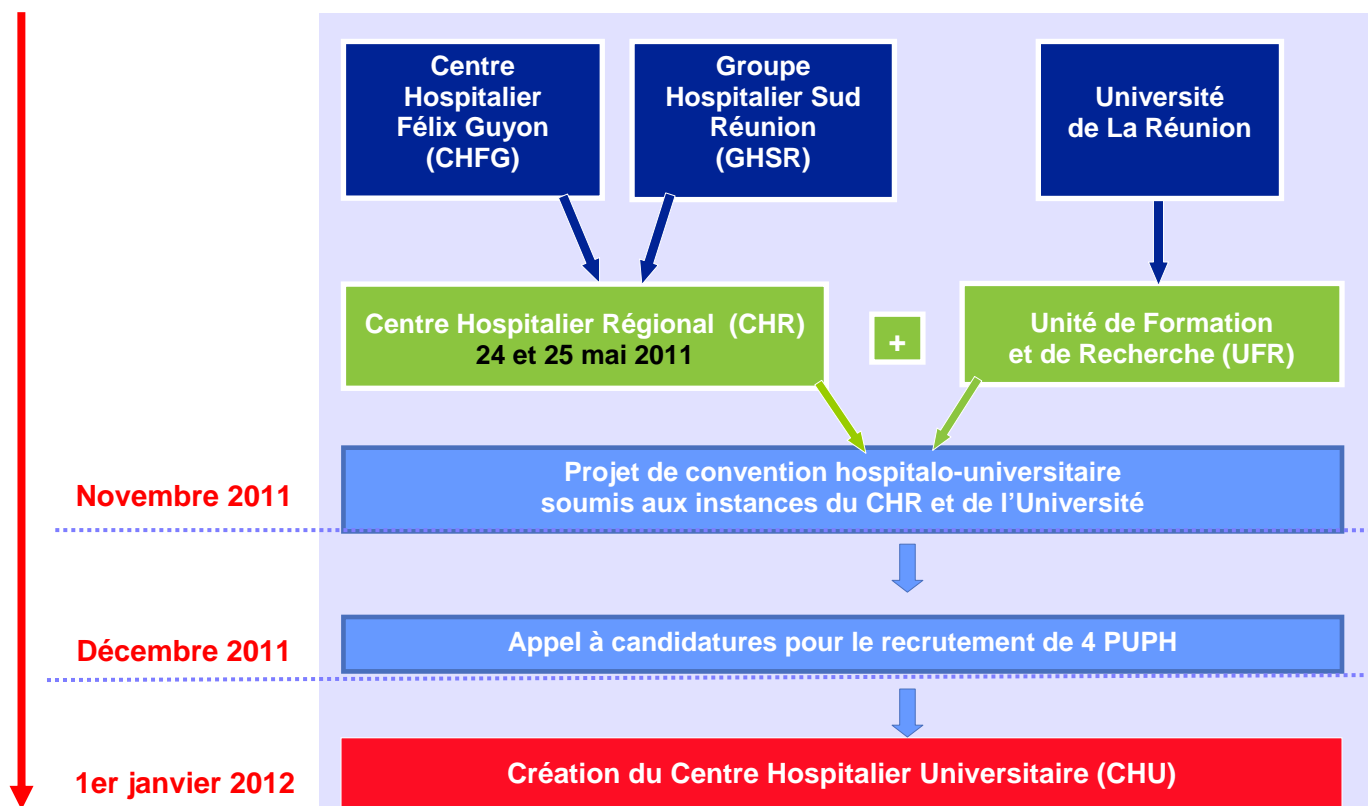 Centre
Hospitalier
Félix Guyon
(CHFG)
Groupe
Hospitalier Sud
Réunion
(GHSR)
Université
de La Réunion
Centre Hospitalier Régional (CHR)
24 et 25 mai 2011
+
Unité de Formation
et de Recherche (UFR)
Novembre 2011
Projet de convention hospitalo-universitaire
soumis aux instances du CHR et de l'Université
Décembre 2011
Appel à candidatures pour le recrutement de 4 PUPH
1er janvier 2012
Création du Centre Hospitalier Universitaire (CHU)